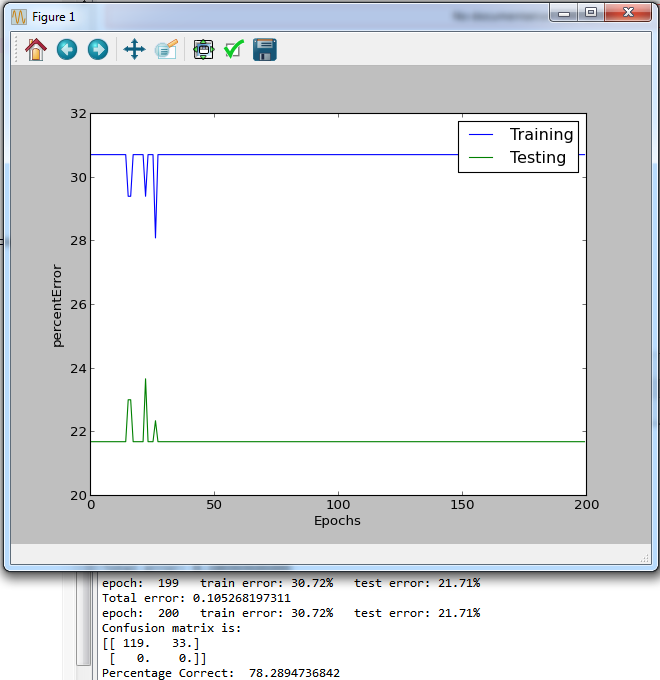 Figure 1
32
30
28
26
24
22
20
percentError
Training
Testing
0
50
100
150
200
Epochs
epoch:  199   train error: 30.72%   test error: 21.71%
Total error: 0.105268197311
epoch:  200   train error: 30.72%   test error: 21.71%
Confusion matrix is:
[[ 119.   33.]
 [   0.    0.]]
Percentage Correct:  78.2894736842